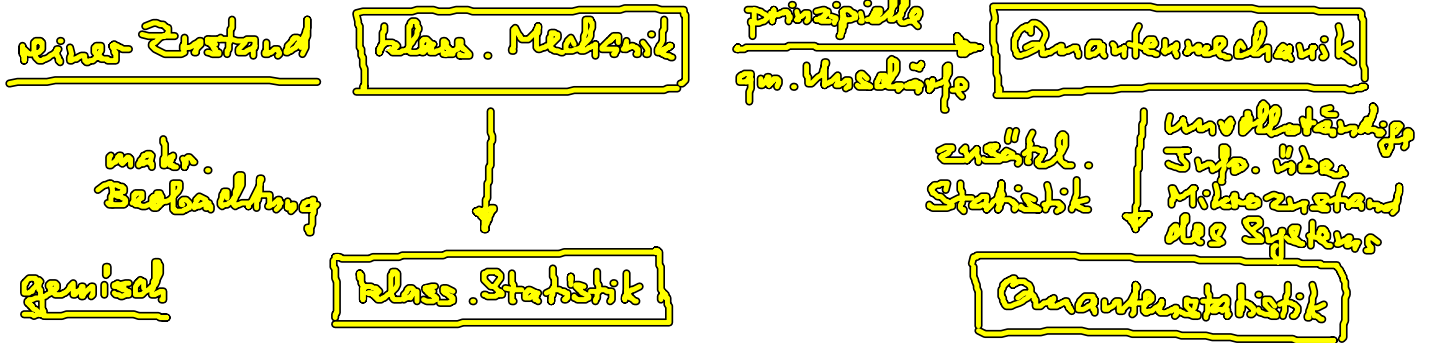 reiner Zustand
klass. Mechanik
prinzipielle
qm. Unschärfe
Quantenmechanik
makr.
Beobachtung
zusätzl.
Statistik
unvollständige
Info. über
Mikrozustand
des Systems
gemisch
klass. Statistik
Quantenstatistik